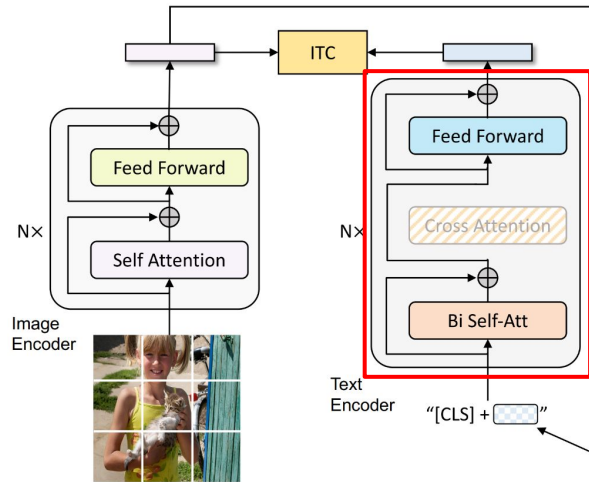 ITC
Feed Forward
Self Attention
N×
Image
Encoder
Feed Forward
Cross Attention
N×
Bi Self-Att
Text
Encoder
“[CLS] + ”